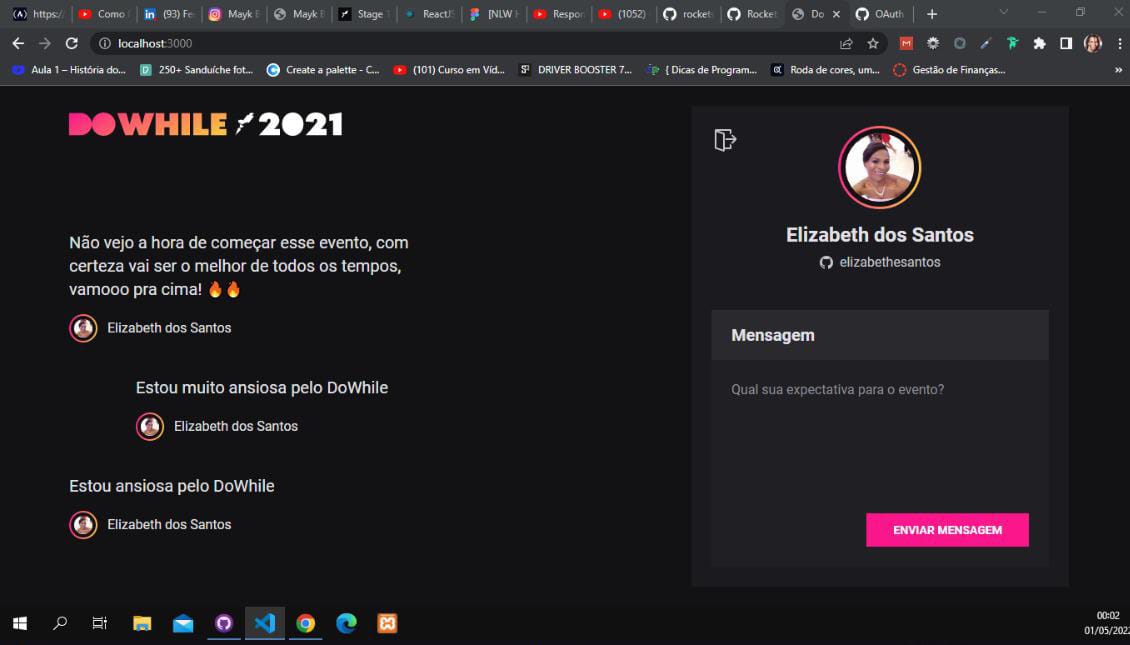 https:/
Como
(93) Fe
Mayk B
Mayk B
Stage 1
ReactJS
[NLW H
Respon
(1052)
rockets
Rocket
Do
OAuth
localhost:3000
Aula 1 – História do...
250+ Sanduíche fot...
Create a palette - C...
(101) Curso em Víd...
DRIVER BOOSTER 7...
{ Dicas de Program...
Roda de cores, um...
Gestão de Finanças...
»
DOWHILE 2021
Não vejo a hora de começar esse evento, com
certeza vai ser o melhor de todos os tempos,
vamooo pra cima! 🔥🔥
Elizabeth dos Santos
Estou muito ansiosa pelo DoWhile
Elizabeth dos Santos
Estou ansiosa pelo DoWhile
Elizabeth dos Santos
Elizabeth dos Santos
elizabethesantos
Mensagem
Qual sua expectativa para o evento?
ENVIAR MENSAGEM
00:02
01/05/2022